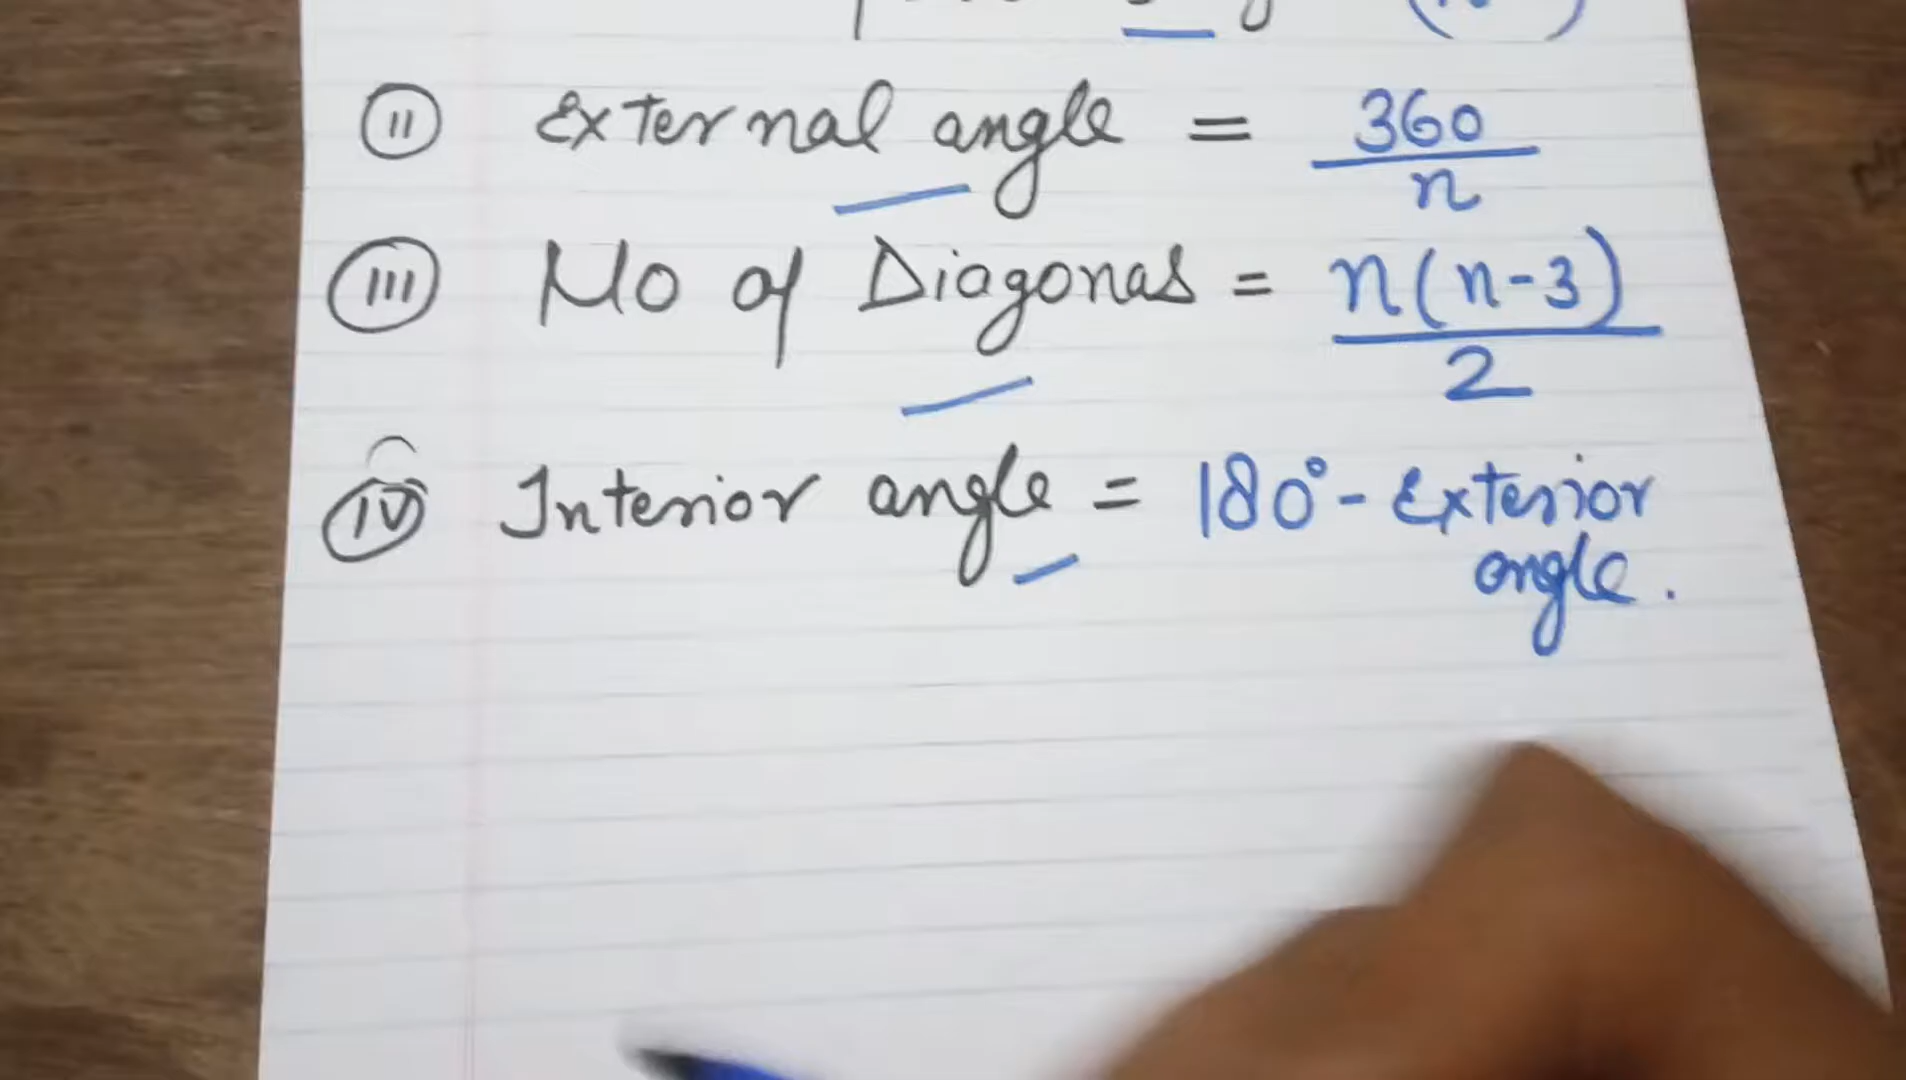 (ii) External angle = 360/n
(iii) No of Diagonas = n(n-3)/2
(iv) Interior angle = 180° - Exterior
angle.